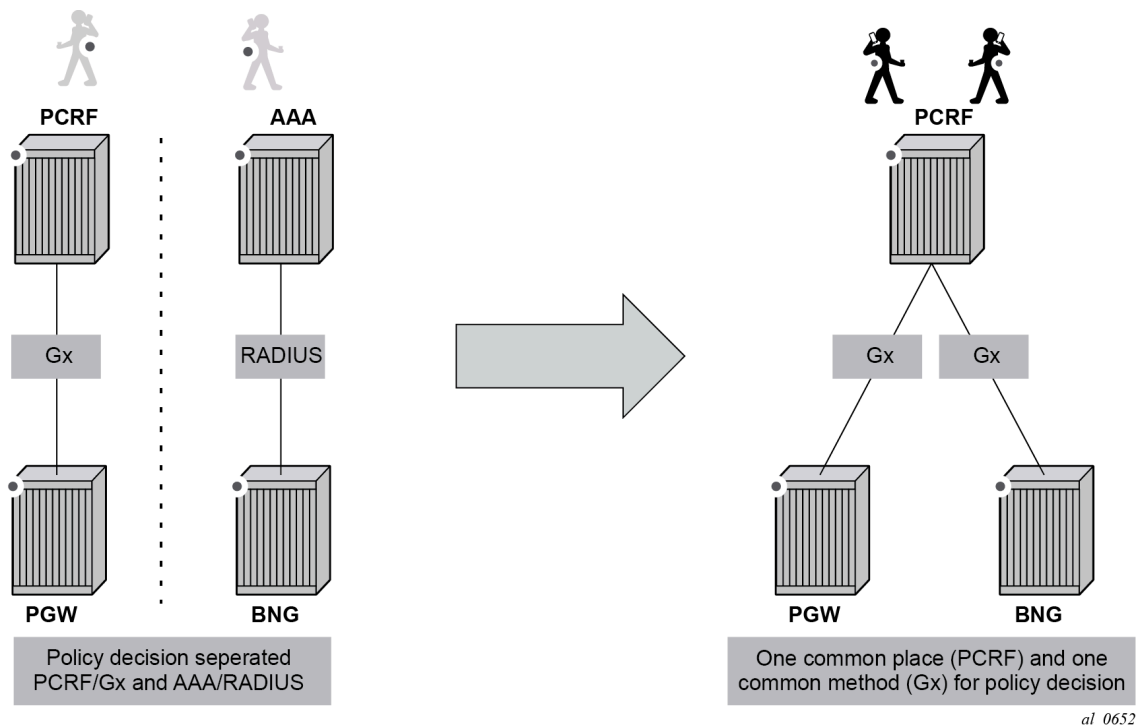 PCRF
AAA
Gx
RADIUS
PGW
BNG
Policy decision seperated
PCRF/Gx and AAA/RADIUS
PCRF
Gx
Gx
PGW
BNG
One common place (PCRF) and one
common method (Gx) for policy decision
al_0652